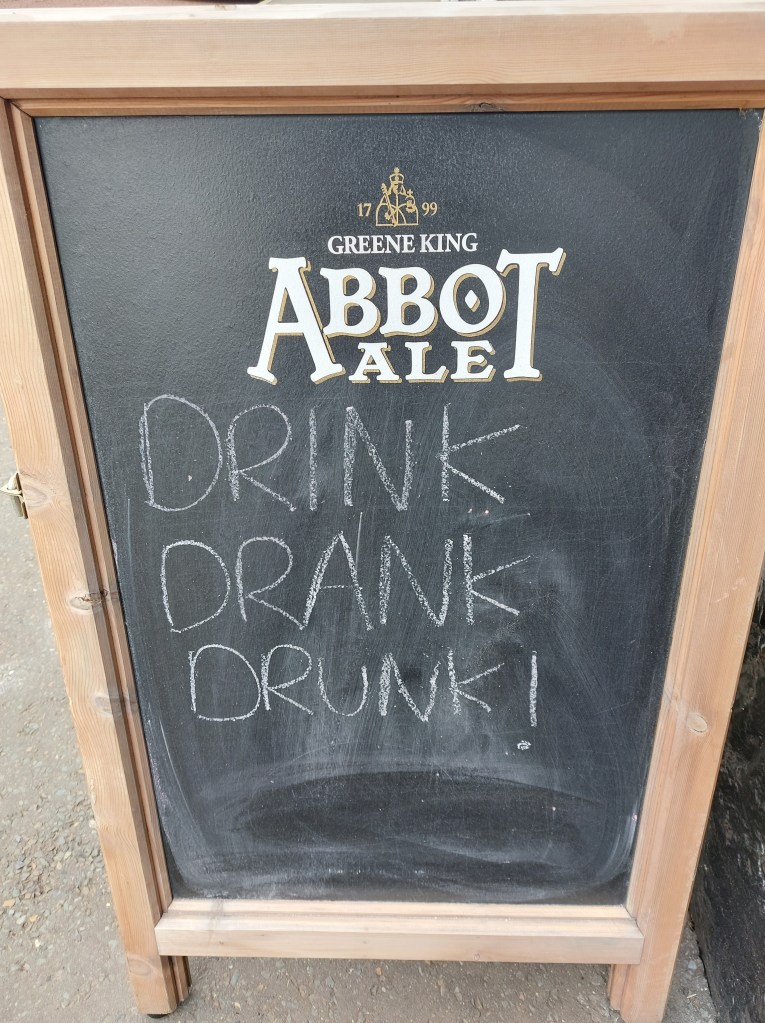 17 99
GREENE KING
ABBOT
ALE
DRINK
DRANK
DRUNK!